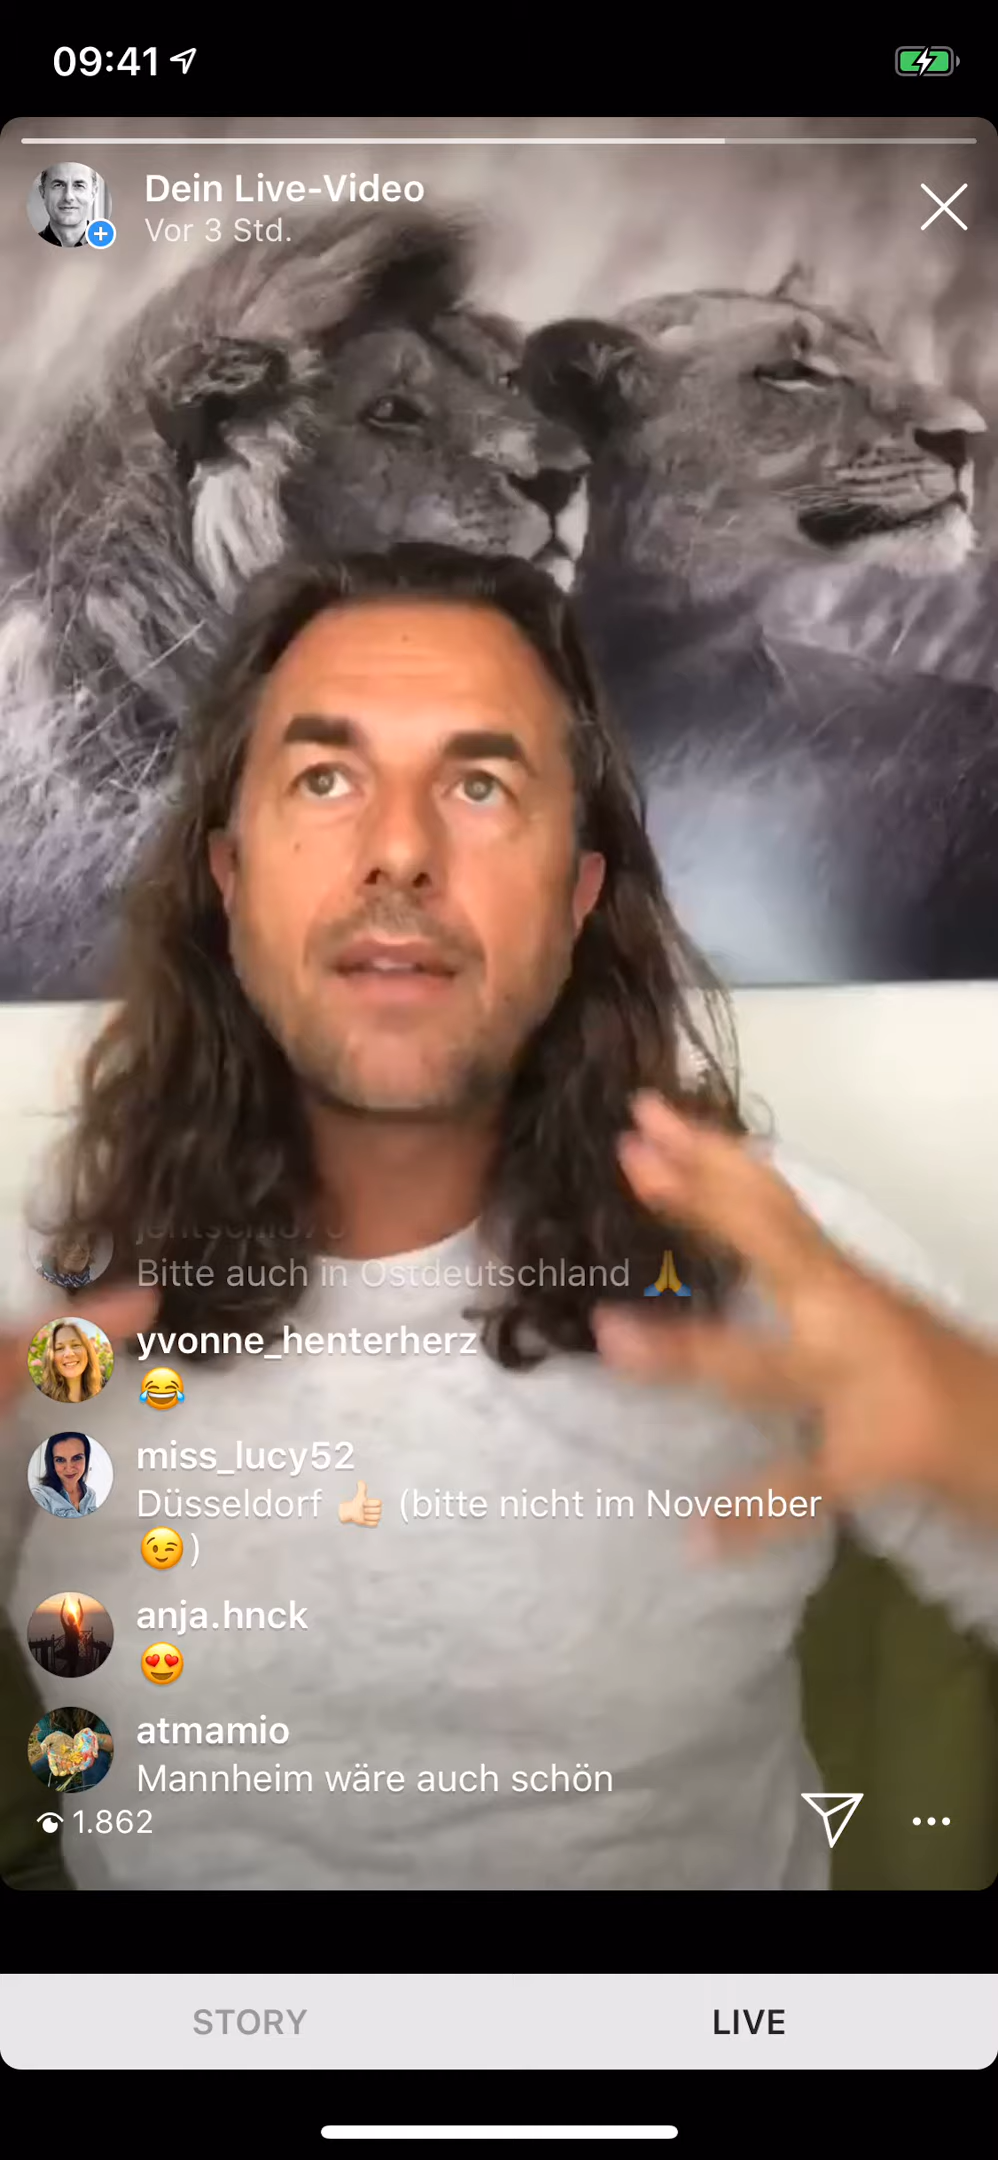 09:41
Dein Live-Video
Vor 3 Std.
Bitte auch in Ostdeutschland 🙏
yvonne_henterherz
😂
miss_lucy52
Düsseldorf 👍🏻 (bitte nicht im November
😉)
anja.hnck
😍
atmamio
Mannheim wäre auch schön
1.862
STORY
LIVE